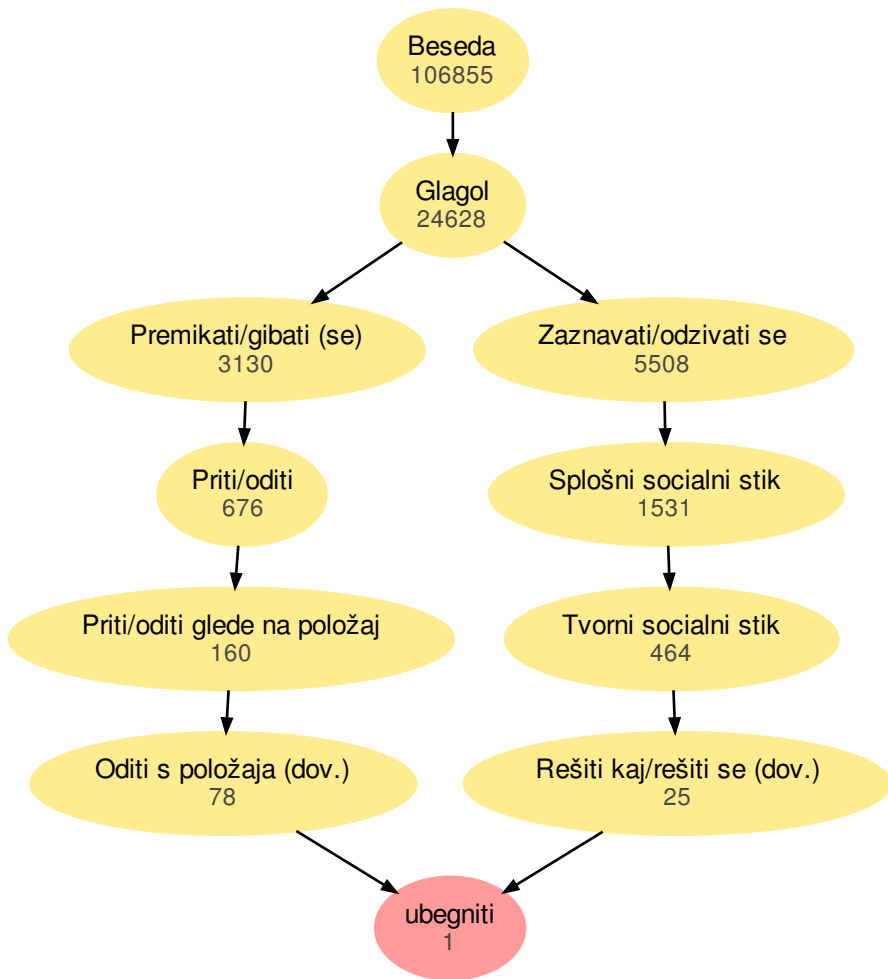 Beseda
106855
Glagol
24628
Premikati/gibati (se)
3130
Zaznavati/odzivati se
5508
Priti/oditi
676
Splošni socialni stik
1531
Priti/oditi glede na položaj
160
Tvorni socialni stik
464
Oditi s položaja (dov.)
78
Rešiti kaj/rešiti se (dov.)
25
ubegniti
1